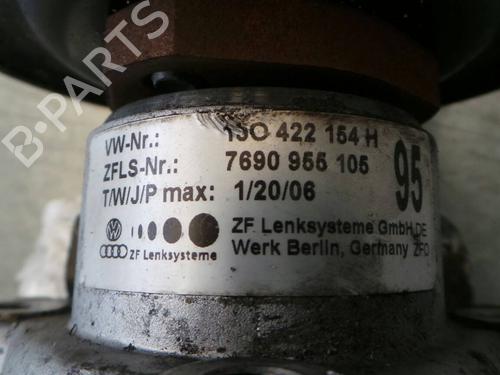 B-PARTS
VW-Nr.: 1J0 422 154 H
ZFLS-Nr.: 7690 955 105
T/W/J/P max: 1/20/06
95
ZF Lenksysteme GmbH,DE
Werk Berlin, Germany ZFO
ZF Lenksysteme